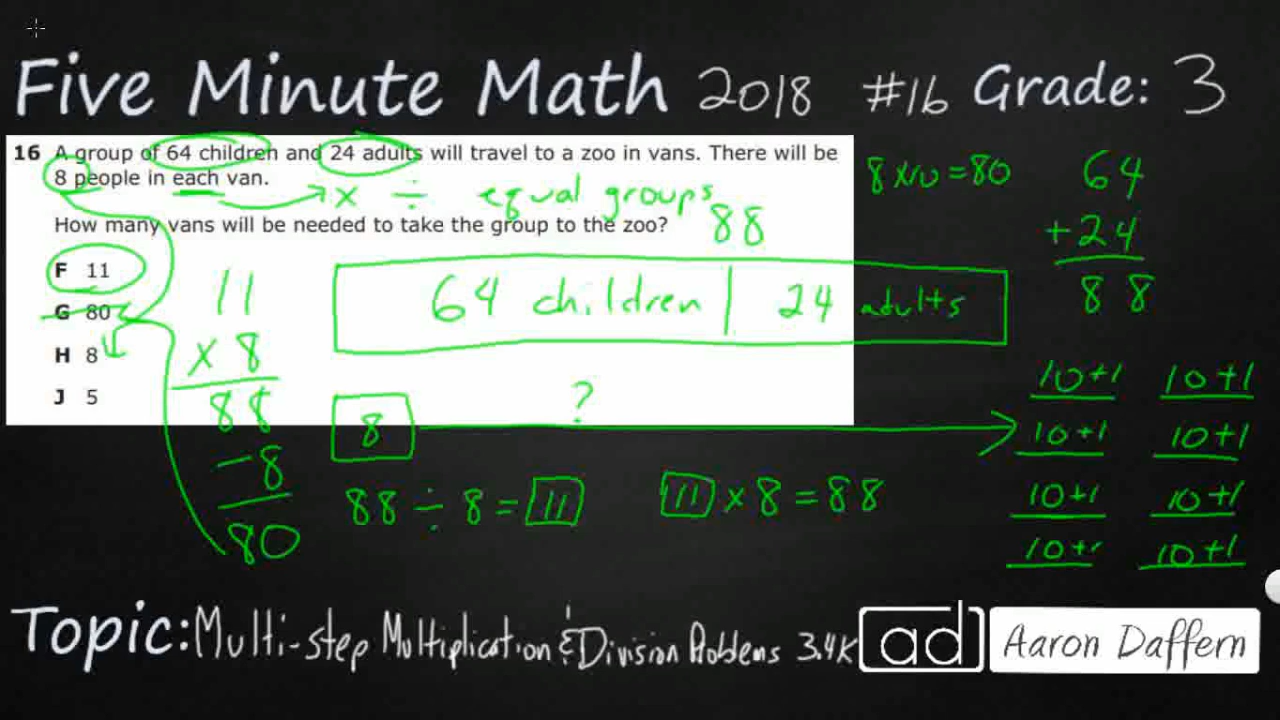 Five Minute Math 2018 #16 Grade: 3
16 A group of 64 children and 24 adults will travel to a zoo in vans. There will be
8 people in each van.
x ÷ equal groups
How many vans will be needed to take the group to the zoo?
88
F 11
G 80
H 8
J 5
11
x 8
88
-8
80
64 children | 24 adults
?
8
88 ÷ 8 = 11
11 x 8 = 88
8 x 10 = 80
64
+24
88
10+1 10+1
10+1 10+1
10+1 10+1
10+1 10+1
Topic: Multi-step Multiplication & Division Problems 3.4K
ad Aaron Daffern